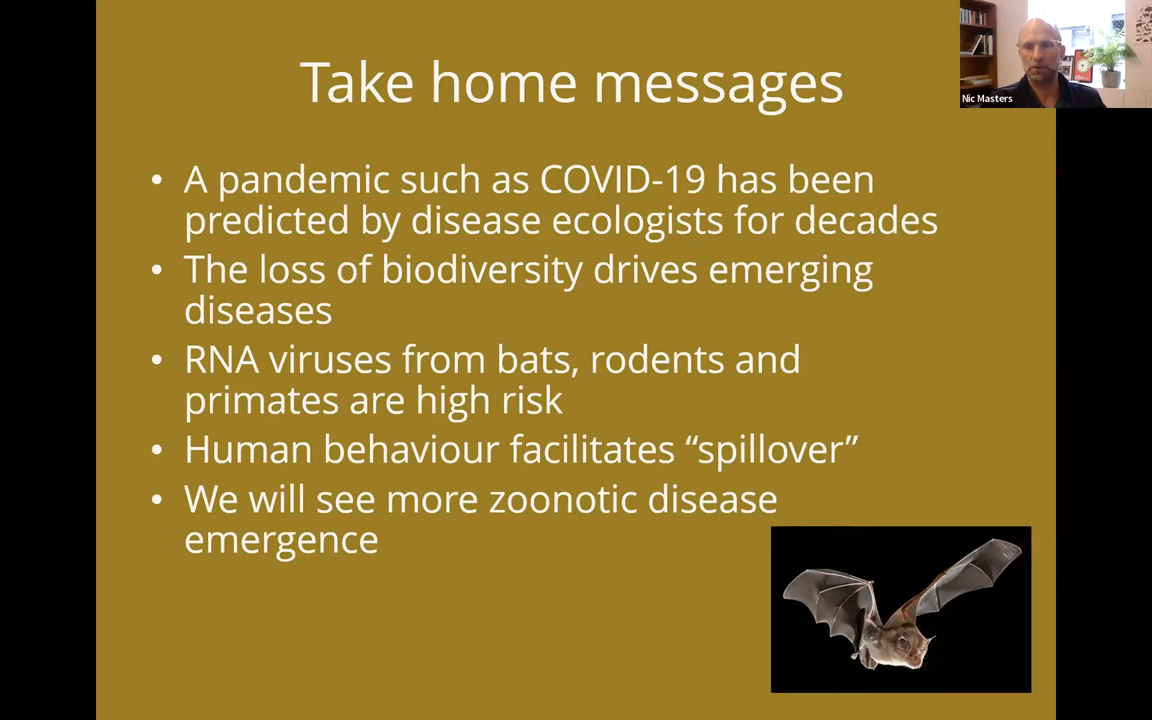 Take home messages
Nic Masters
• A pandemic such as COVID-19 has been
predicted by disease ecologists for decades
• The loss of biodiversity drives emerging
diseases
• RNA viruses from bats, rodents and
primates are high risk
• Human behaviour facilitates “spillover”
• We will see more zoonotic disease
emergence